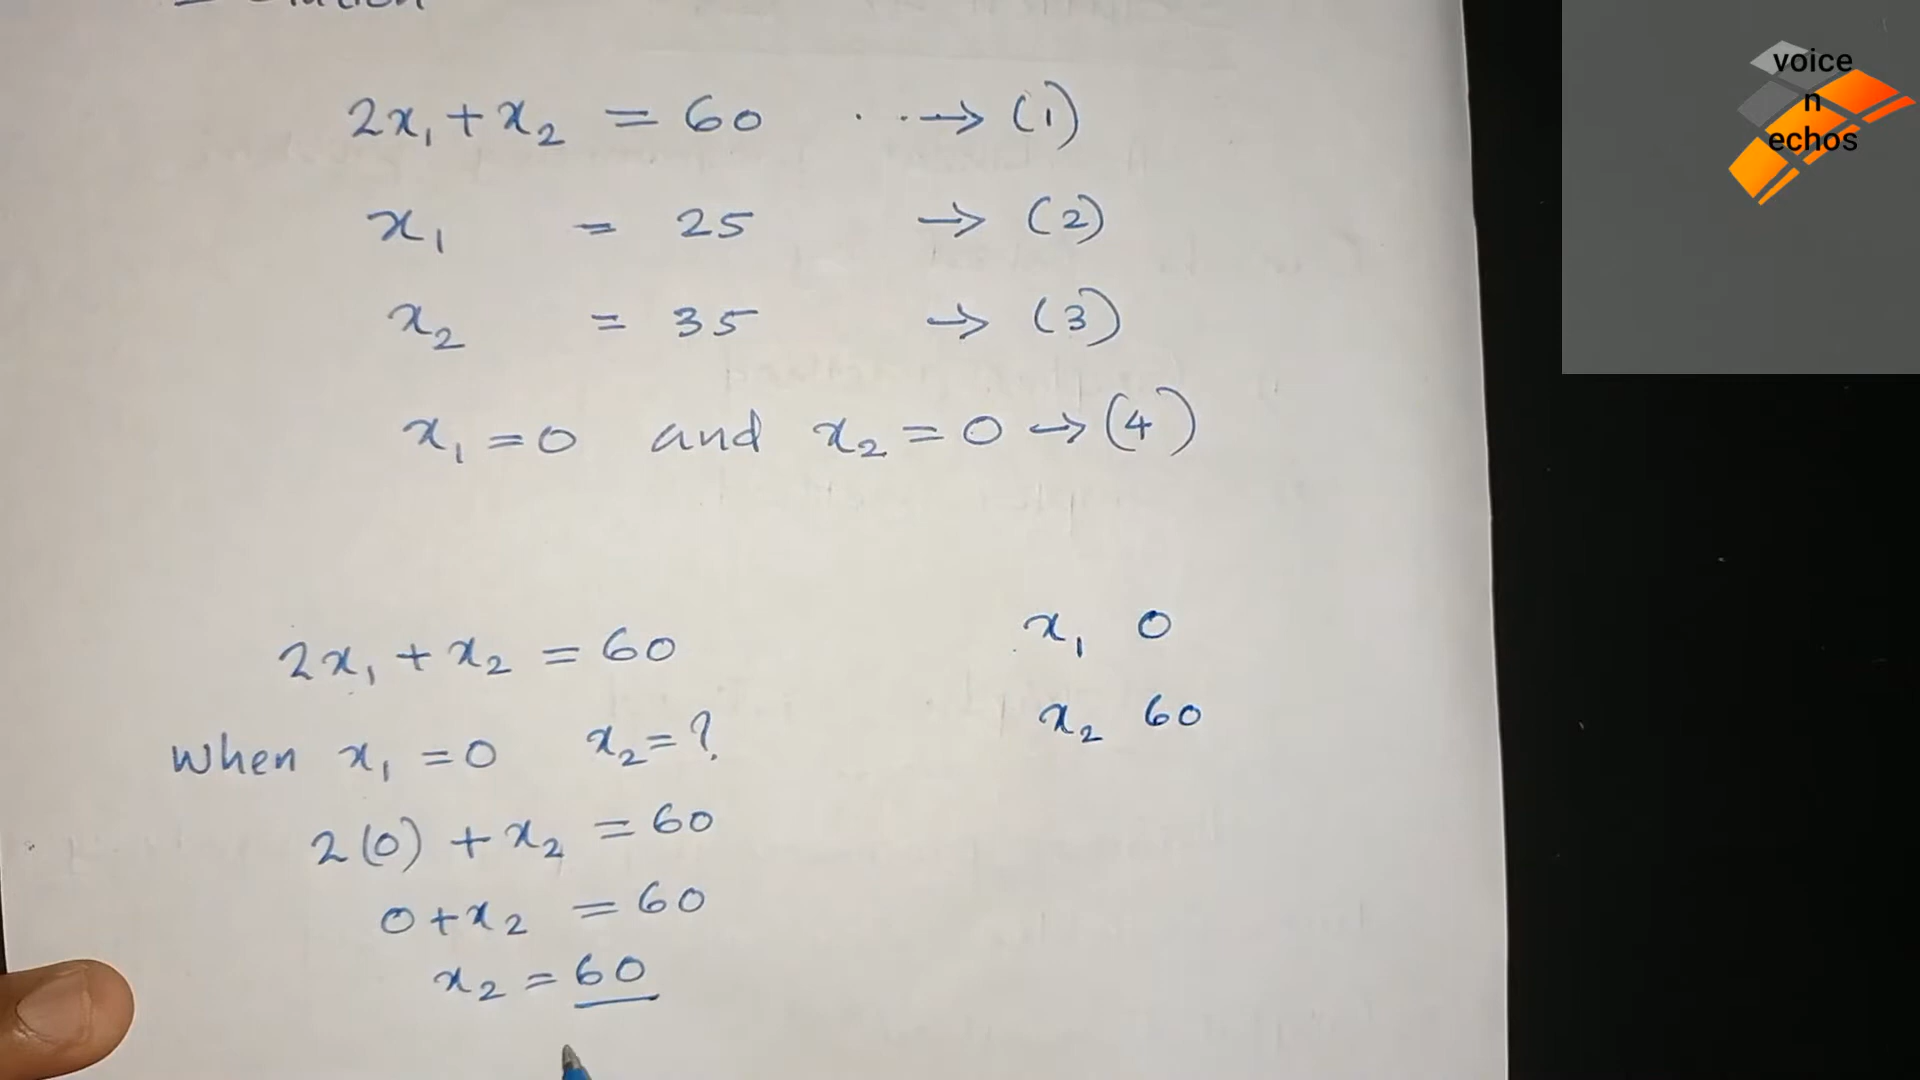 2x₁ + x₂ = 60 ..→ (1)
x₁ = 25 → (2)
x₂ = 35 → (3)
x₁ = 0 and x₂ = 0 → (4)
2x₁ + x₂ = 60
When x₁ = 0 x₂ = ?
2(0) + x₂ = 60
0 + x₂ = 60
x₂ = 60
x₁ 0
x₂ 60
voice
n
echos